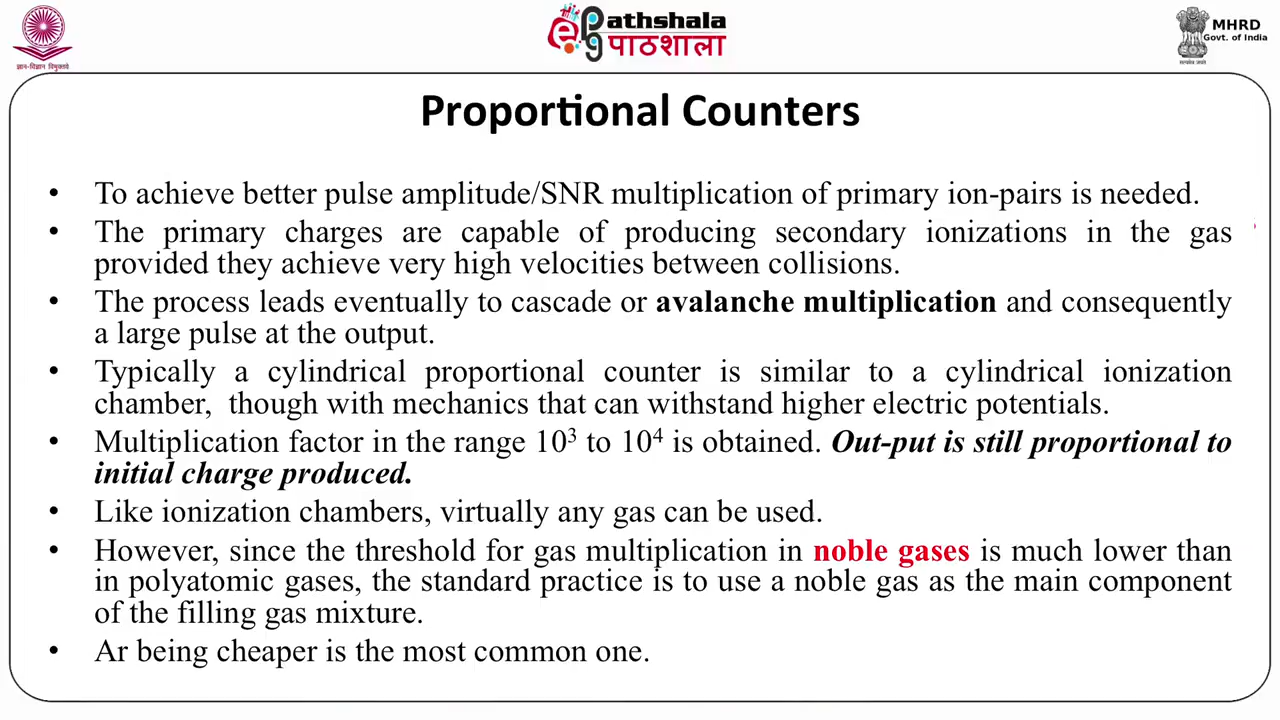 ज्ञान-विज्ञान विमुक्तये
ePathshala
पाठशाला
MHRD
Govt. of India
सत्यमेव जयते
Proportional Counters
• To achieve better pulse amplitude/SNR multiplication of primary ion-pairs is needed.
• The primary charges are capable of producing secondary ionizations in the gas
provided they achieve very high velocities between collisions.
• The process leads eventually to cascade or avalanche multiplication and consequently
a large pulse at the output.
• Typically a cylindrical proportional counter is similar to a cylindrical ionization
chamber, though with mechanics that can withstand higher electric potentials.
• Multiplication factor in the range 10³ to 10⁴ is obtained. Out-put is still proportional to
initial charge produced.
• Like ionization chambers, virtually any gas can be used.
• However, since the threshold for gas multiplication in noble gases is much lower than
in polyatomic gases, the standard practice is to use a noble gas as the main component
of the filling gas mixture.
• Ar being cheaper is the most common one.